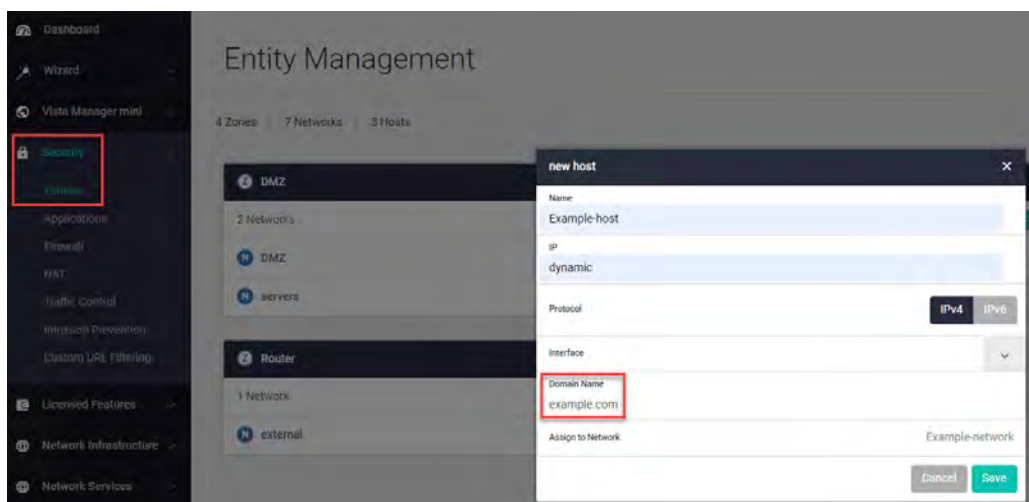 Dashboard
Wizard
Vista Manager mini
Security
Entities
Applications
Firewall
NAT
Traffic Control
Intrusion Prevention
Custom URL Filtering
Licensed Features
Network Infrastructure
Network Services
Entity Management
4 Zones 7 Networks 3 Hosts
Z DMZ
2 Networks
N DMZ
N servers
Z Router
1 Network
N external
new host ×
Name
Example-host
IP
dynamic
Protocol IPv4 IPv6
Interface
Domain Name
example.com
Assign to Network Example-network
Cancel Save